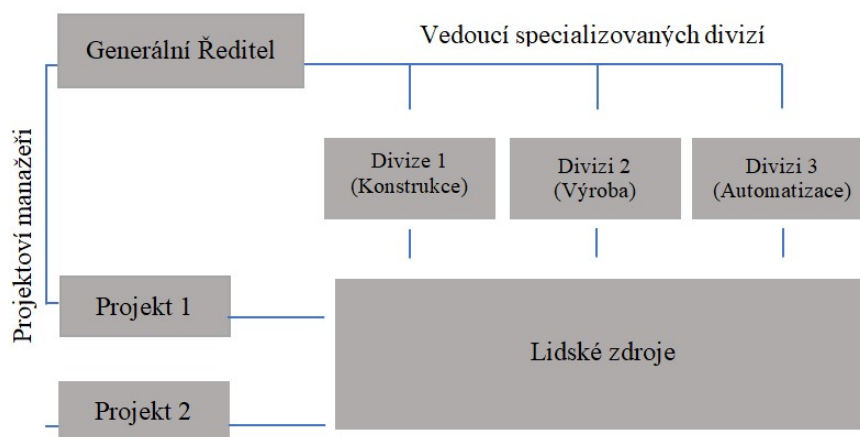 Generální Ředitel
Vedoucí specializovaných divizí
Projektoví manažeři
Divize 1
(Konstrukce)
Divizi 2
(Výroba)
Divizi 3
(Automatizace)
Projekt 1
Lidské zdroje
Projekt 2